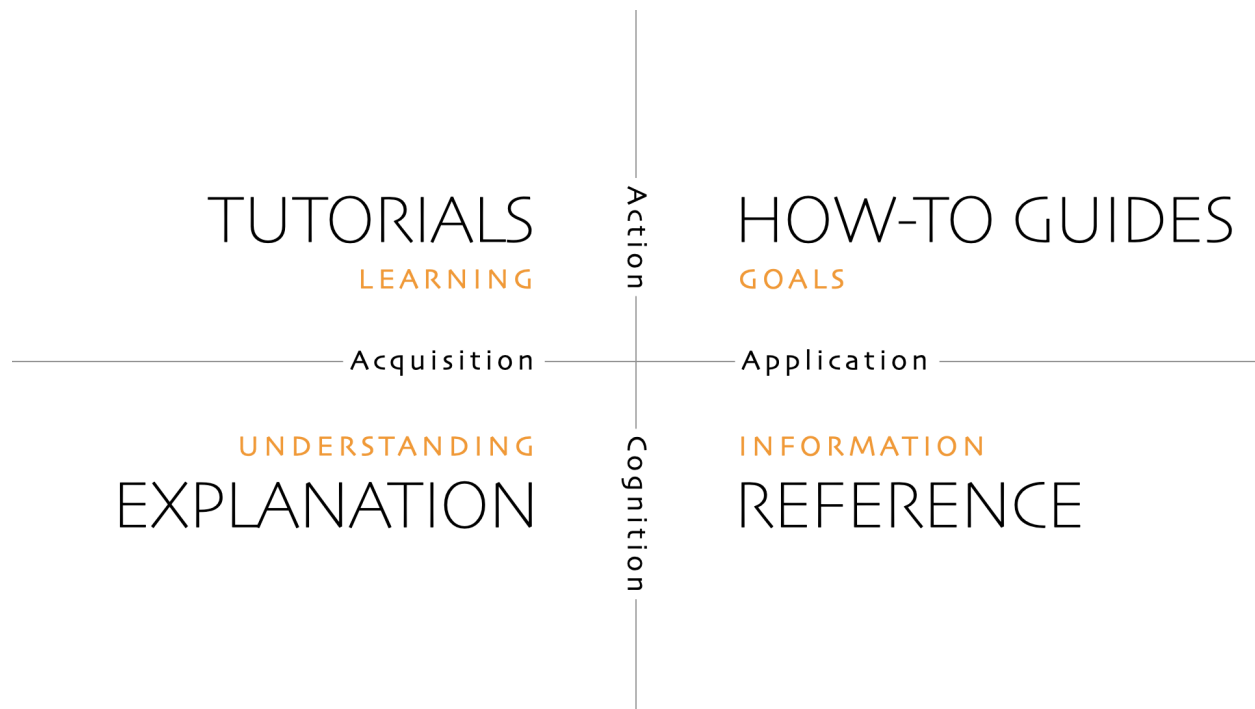 TUTORIALS
LEARNING
Action
HOW-TO GUIDES
GOALS
Acquisition
Application
UNDERSTANDING
EXPLANATION
Cognition
INFORMATION
REFERENCE